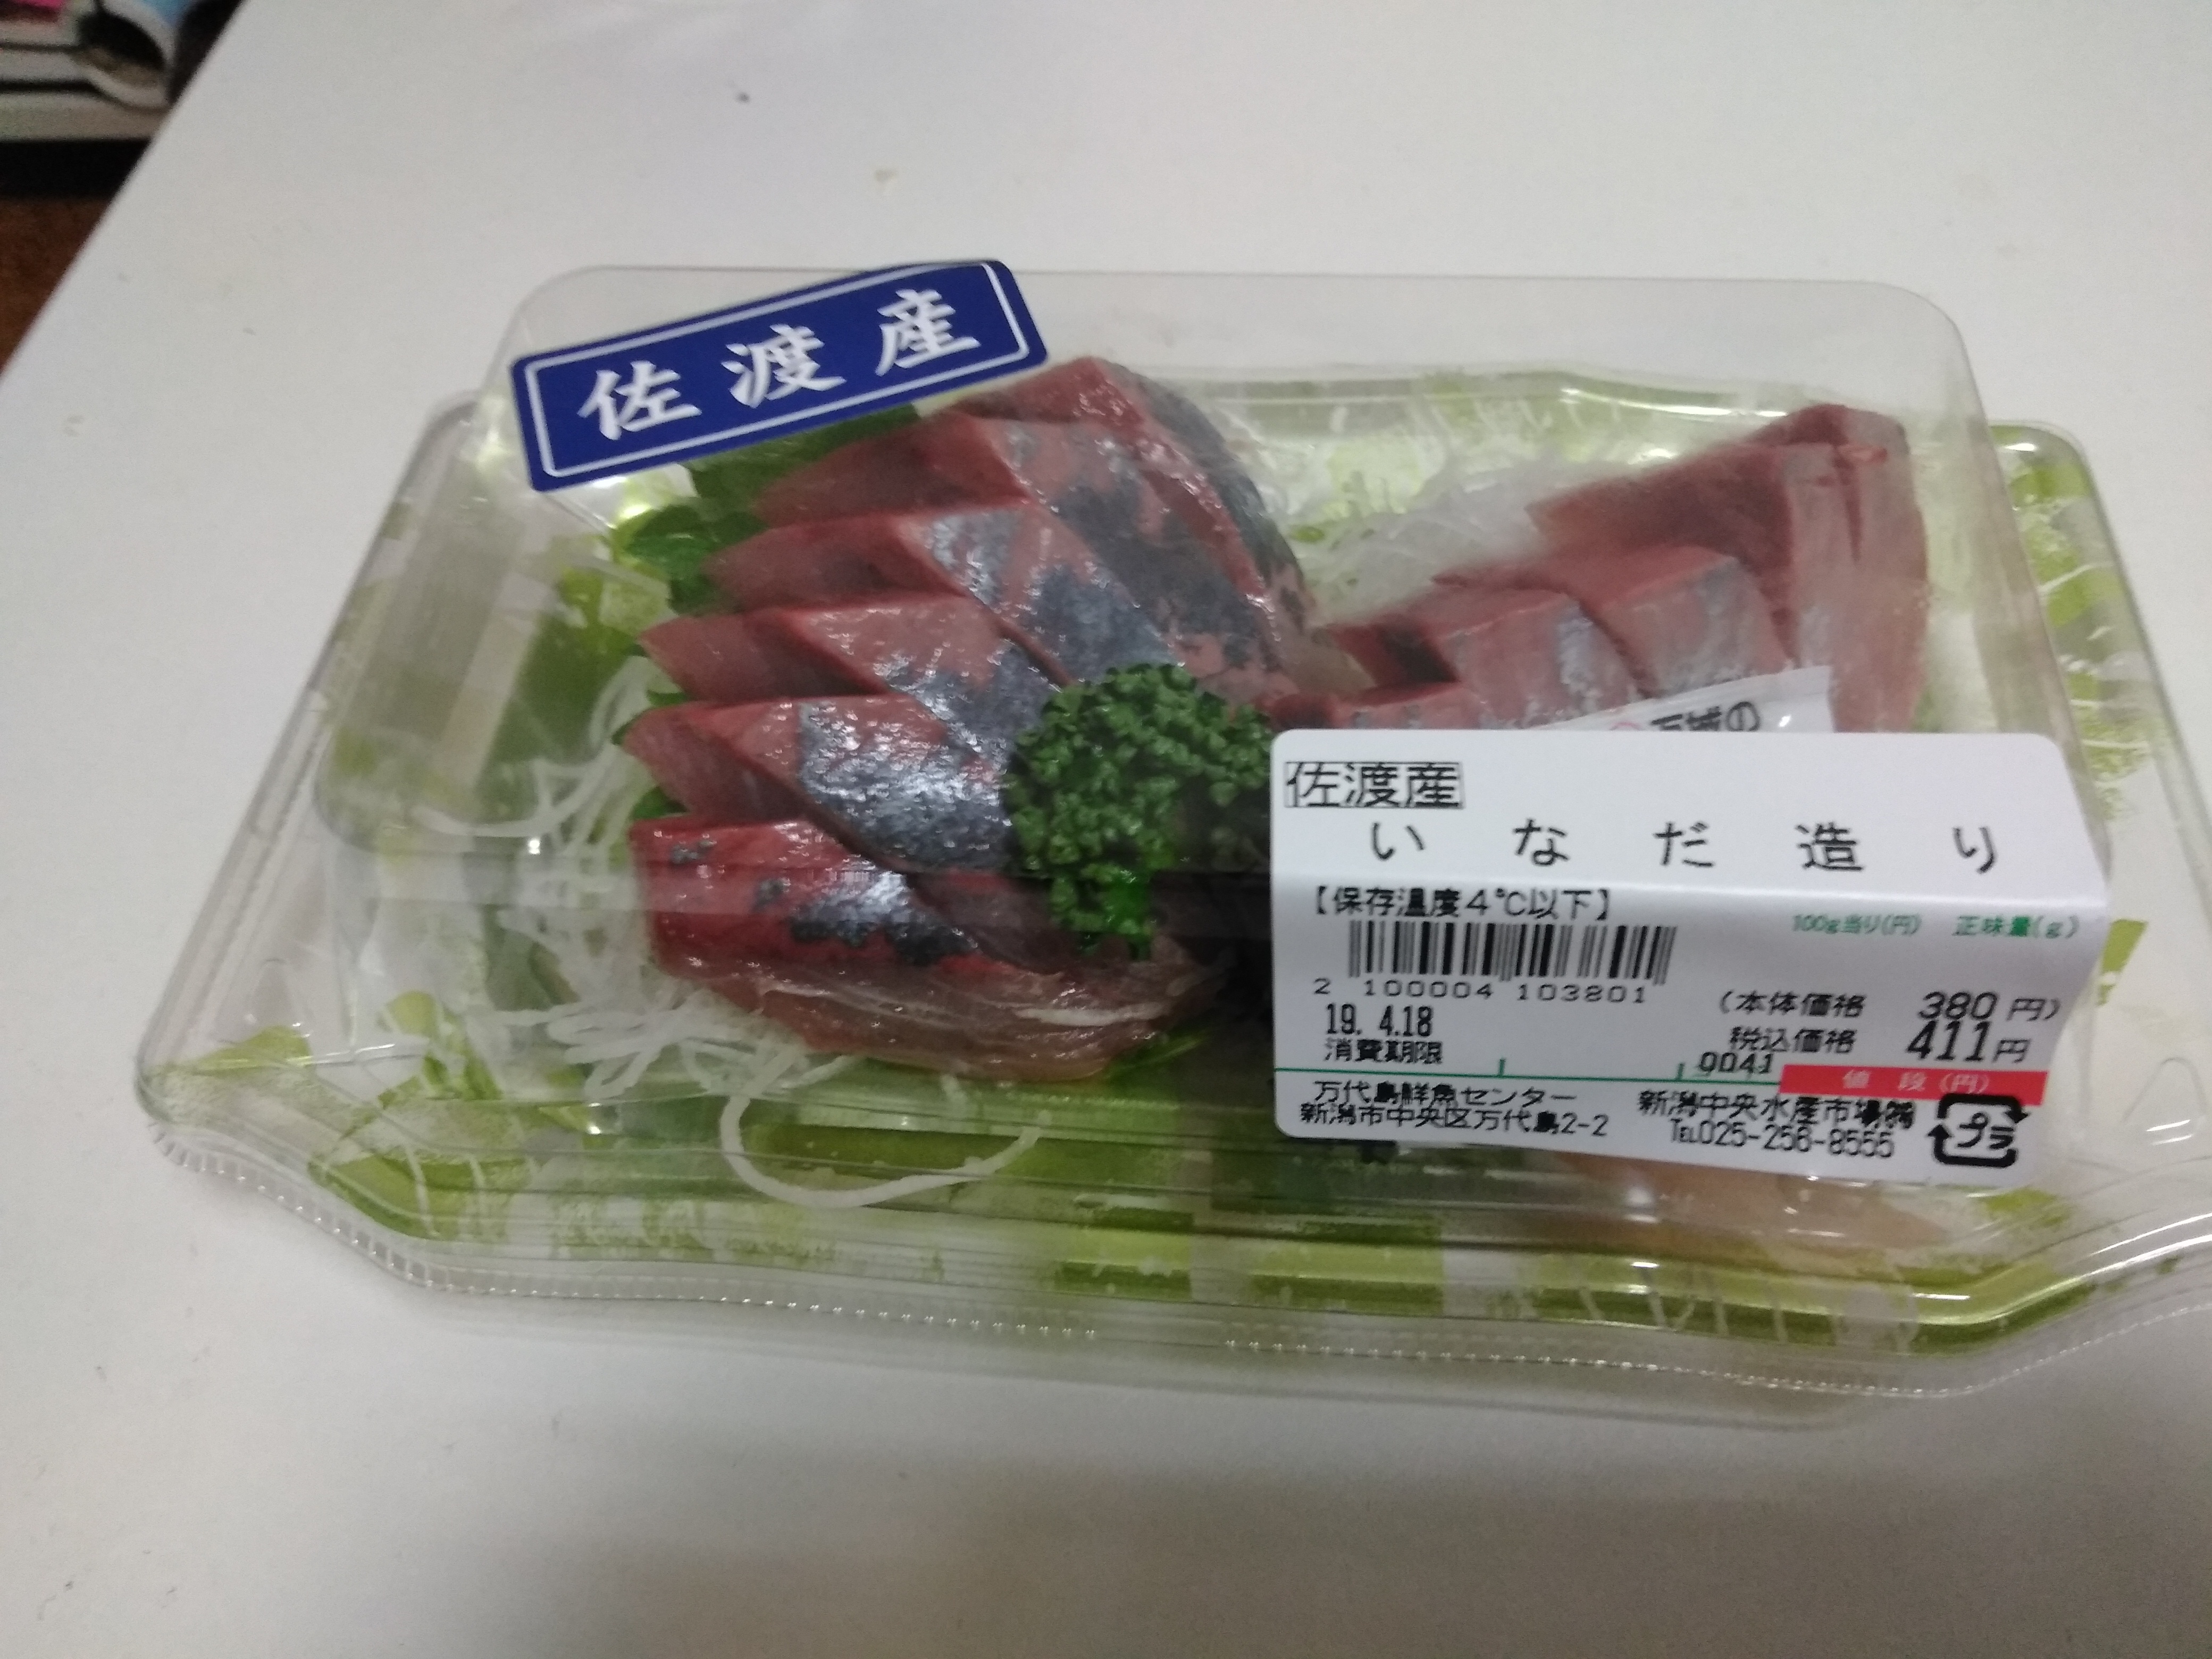 佐渡産
佐渡産
いなだ造り
【保存温度4℃以下】
100g当り(円) 正味量(g)
2 100004 103801
(本体価格 380円)
19. 4.18
税込価格 411円
消費期限
0041
値段(円)
万代島鮮魚センター
新潟中央水産市場㈱
新潟市中央区万代島2-2
℡025-256-8555
プラ